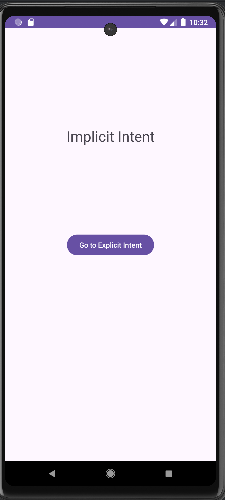 10:32
Implicit Intent
Go to Explicit Intent